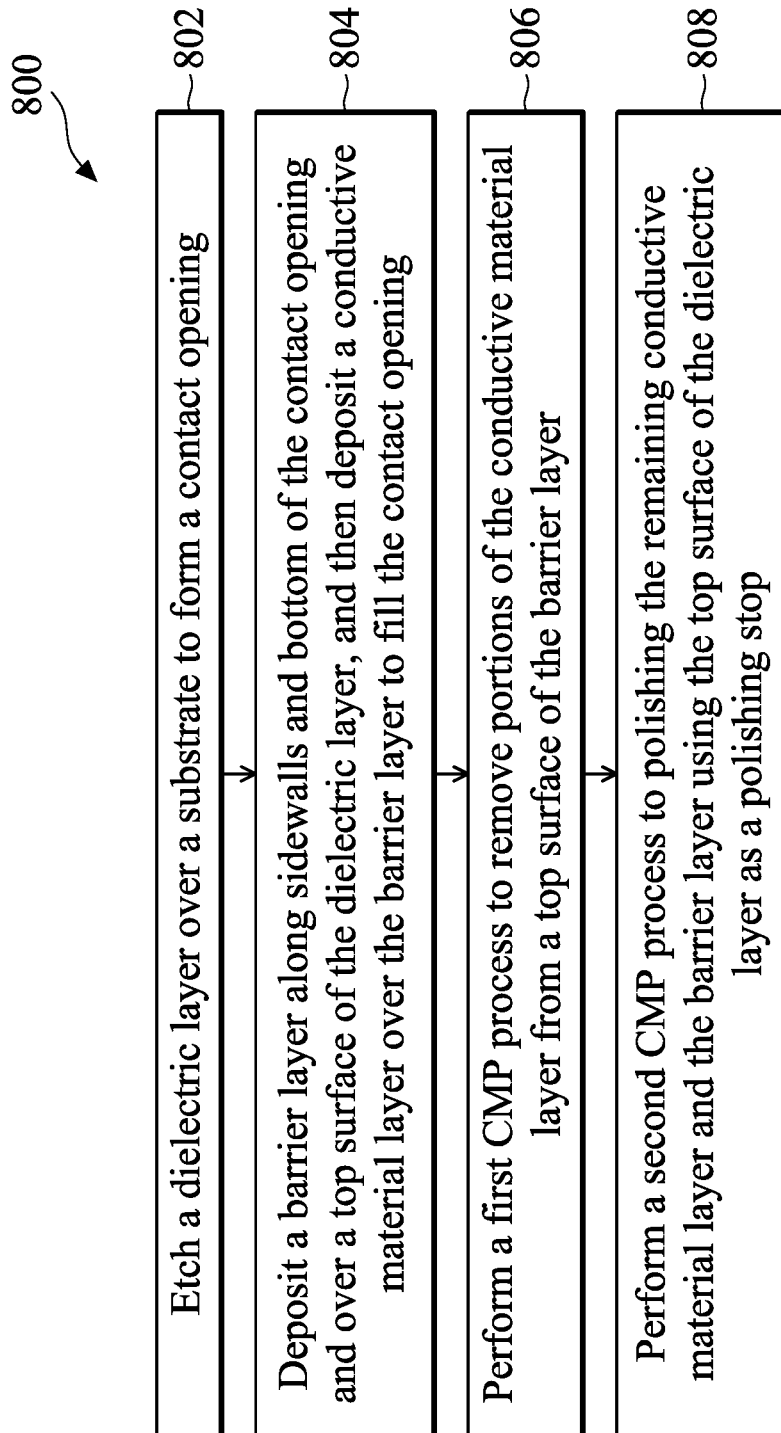 800
Etch a dielectric layer over a substrate to form a contact opening
802
Deposit a barrier layer along sidewalls and bottom of the contact opening
and over a top surface of the dielectric layer, and then deposit a conductive
material layer over the barrier layer to fill the contact opening
804
Perform a first CMP process to remove portions of the conductive material
layer from a top surface of the barrier layer
806
Perform a second CMP process to polishing the remaining conductive
material layer and the barrier layer using the top surface of the dielectric
layer as a polishing stop
808